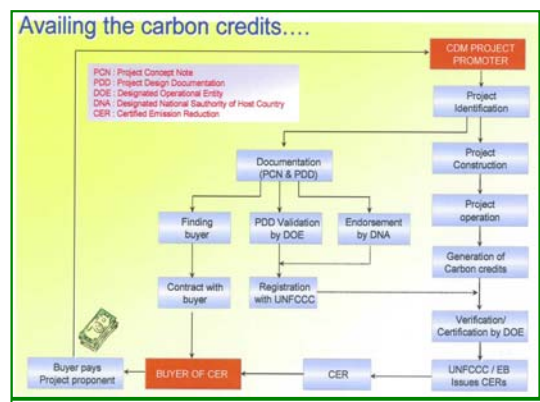 Availing the carbon credits....
PCN : Project Concept Note
PDD : Project Design Documentation
DOE : Designated Operational Entity
DNA : Designated National Sauthority of Host Country
CER : Certified Emission Reduction
CDM PROJECT
PROMOTER
Project
Identification
Documentation
(PCN & PDD)
Project
Construction
Finding
buyer
PDD Validation
by DOE
Endorsement
by DNA
Project
operation
Generation of
Carbon credits
Contract with
buyer
Registration
with UNFCCC
Verification/
Certification by DOE
Buyer pays
Project proponent
BUYER OF CER
CER
UNFCCC / EB
Issues CERs